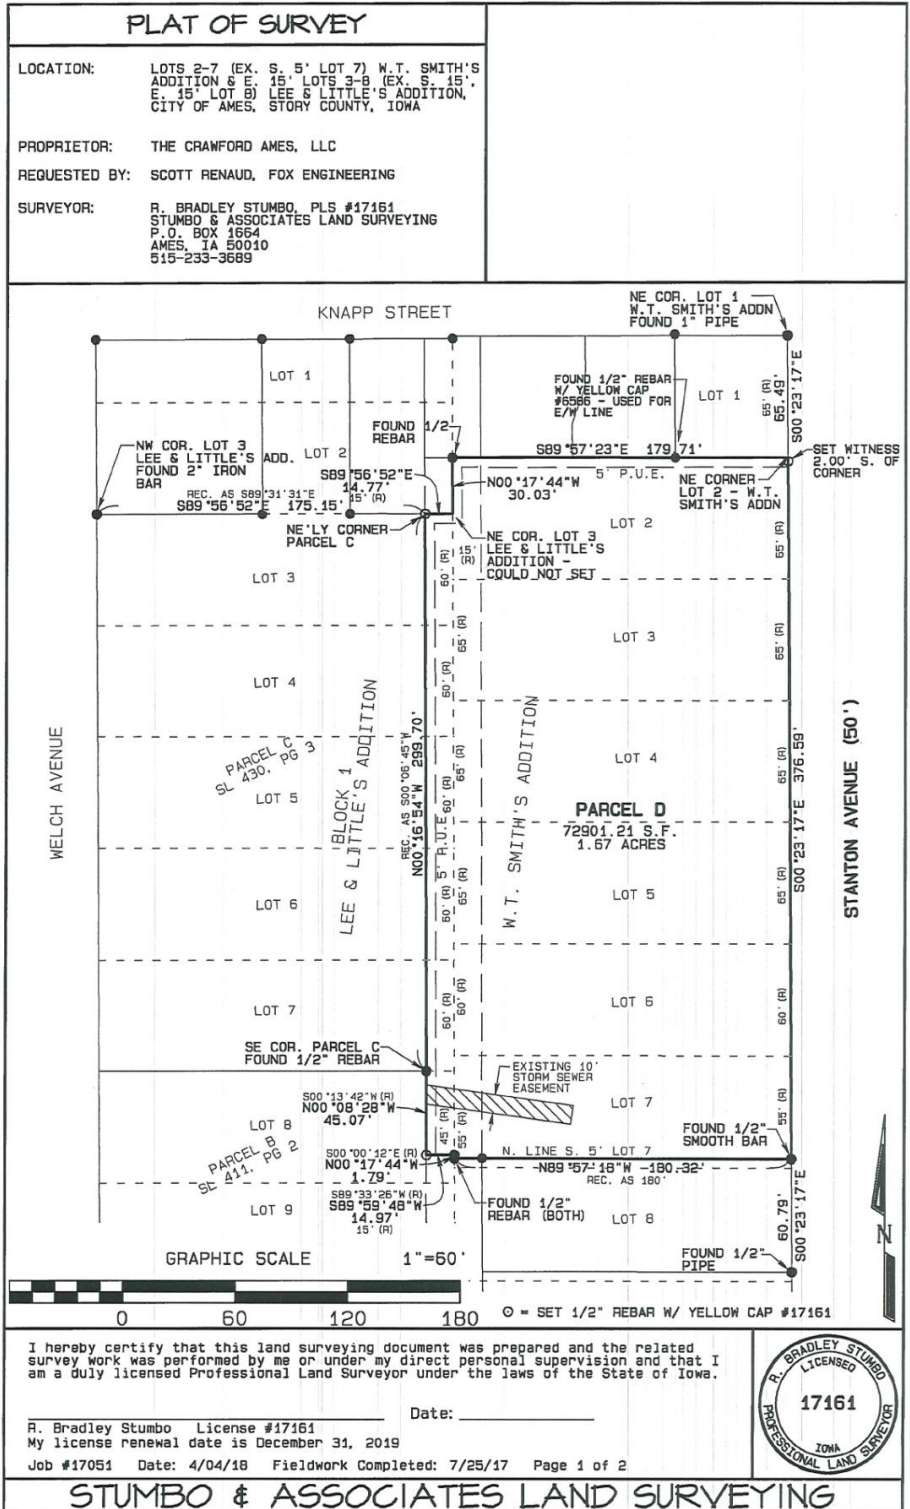 PLAT OF SURVEY
LOCATION: LOTS 2-7 (EX. S. 5' LOT 7) W.T. SMITH'S
ADDITION & E. 15' LOTS 3-8 (EX. S. 15',
E. 15' LOT 8) LEE & LITTLE'S ADDITION,
CITY OF AMES, STORY COUNTY, IOWA
PROPRIETOR: THE CRAWFORD AMES, LLC
REQUESTED BY: SCOTT RENAUD, FOX ENGINEERING
SURVEYOR: R. BRADLEY STUMBO, PLS #17161
STUMBO & ASSOCIATES LAND SURVEYING
P.O. BOX 1664
AMES, IA 50010
515-233-3689
KNAPP STREET
NE COR. LOT 1
W.T. SMITH'S ADDN
FOUND 1" PIPE
LOT 1
FOUND 1/2" REBAR
W/ YELLOW CAP
#6586 - USED FOR
E/W LINE
LOT 1
65' (R)
65.49'
S00°23'17"E
FOUND 1/2
REBAR
NW COR. LOT 3
LEE & LITTLE'S ADD.
FOUND 2" IRON
BAR
LOT 2
S89°57'23"E 179.71'
SET WITNESS
2.00' S. OF
CORNER
5' P.U.E.
NE CORNER
LOT 2 - W.T.
SMITH'S ADDN
S89°56'52"E
14.77'
15' (R)
N00°17'44"W
30.03'
REC. AS S89°31'31"E
S89°56'52"E 175.15'
NE'LY CORNER
PARCEL C
LOT 2
NE COR. LOT 3
LEE & LITTLE'S
ADDITION -
COULD NOT SET
15'
(R)
60' (R)
65' (R)
LOT 3
LOT 3
65' (R)
60' (R)
65' (R)
LOT 4
WELCH AVENUE
PARCEL C
SL 430, PG 3
BLOCK 1
LEE & LITTLE'S ADDITION
REC. AS S00°06'45"W
N00°16'54"W 299.70'
5' P.U.E.
60' (R)
65' (R)
W.T. SMITH'S ADDITION
LOT 4
65' (R)
S00°23'17"E 376.59'
STANTON AVENUE (50')
LOT 5
PARCEL D
72901.21 S.F.
1.67 ACRES
LOT 6
60' (R)
65' (R)
LOT 5
65' (R)
LOT 7
60' (R)
60' (R)
LOT 6
60' (R)
SE COR. PARCEL C
FOUND 1/2" REBAR
EXISTING 10'
STORM SEWER
EASEMENT
LOT 7
55' (R)
S00°13'42"W (R)
N00°08'28"W
45.07'
45' (R)
55' (R)
LOT 8
PARCEL B
SL 411, PG 2
FOUND 1/2"
SMOOTH BAR
S00°00'12"E (R)
N00°17'44"W
1.79'
N. LINE S. 5' LOT 7
N89°57'18"W 180.32'
REC. AS 180'
S89°33'26"W (R)
S89°59'48"W
14.97'
15' (R)
FOUND 1/2"
REBAR (BOTH)
LOT 9
LOT 8
60.79'
S00°23'17"E
FOUND 1/2"
PIPE
N
GRAPHIC SCALE 1"=60'
0 60 120 180
⊙ = SET 1/2" REBAR W/ YELLOW CAP #17161
I hereby certify that this land surveying document was prepared and the related
survey work was performed by me or under my direct personal supervision and that I
am a duly licensed Professional Land Surveyor under the laws of the State of Iowa.
Date:
R. Bradley Stumbo License #17161
My license renewal date is December 31, 2019
Job #17051 Date: 4/04/18 Fieldwork Completed: 7/25/17 Page 1 of 2
R. BRADLEY STUMBO
LICENSED
17161
IOWA
PROFESSIONAL LAND SURVEYOR
STUMBO & ASSOCIATES LAND SURVEYING